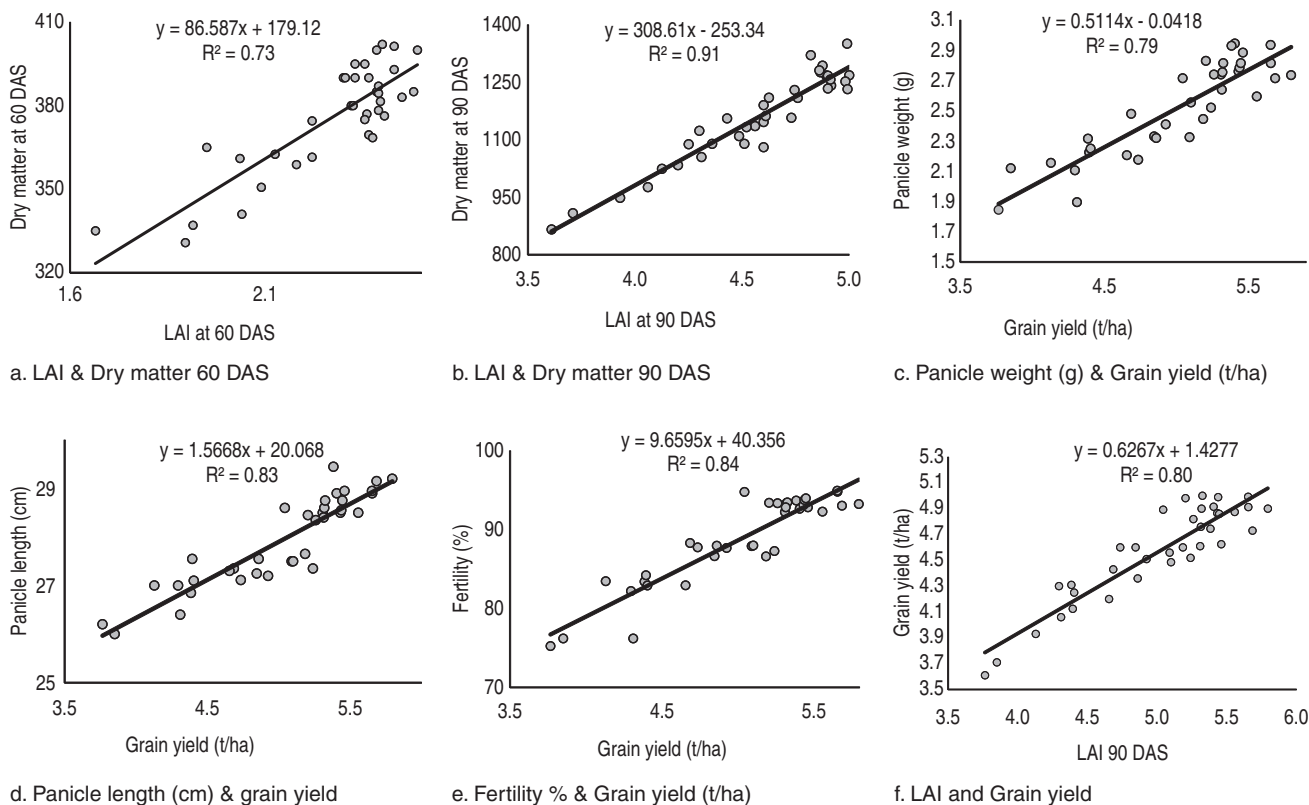 y = 86.587x + 179.12
R² = 0.73
Dry matter at 60 DAS
410
380
350
320
1.6
2.1
LAI at 60 DAS
a. LAI & Dry matter 60 DAS
y = 308.61x - 253.34
R² = 0.91
Dry matter at 90 DAS
1400
1250
1100
950
800
4.0
4.5
5.0
LAI at 90 DAS
b. LAI & Dry matter 90 DAS
y = 0.5114x - 0.0418
R² = 0.79
Panicle weight (g)
3.1
2.9
2.7
2.5
2.3
2.1
1.9
1.7
1.5
3.5
4.5
5.5
Grain yield (t/ha)
c. Panicle weight (g) & Grain yield (t/ha)
y = 1.5668x + 20.068
R² = 0.83
Panicle length (cm)
29
27
25
3.5
4.5
5.5
Grain yield (t/ha)
d. Panicle length (cm) & grain yield
y = 9.6595x + 40.356
R² = 0.84
Fertility (%)
100
90
80
70
3.5
4.5
5.5
Grain yield (t/ha)
e. Fertility % & Grain yield (t/ha)
y = 0.6267x + 1.4277
R² = 0.80
Grain yield (t/ha)
5.3
5.1
4.9
4.7
4.5
4.3
4.1
3.9
3.7
3.5
3.5
4.0
4.5
5.0
5.5
6.0
LAI 90 DAS
f. LAI and Grain yield